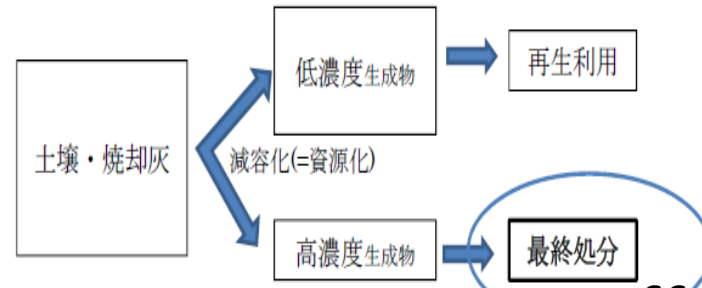 低濃度生成物
再生利用
土壌・焼却灰
減容化(=資源化)
高濃度生成物
最終処分